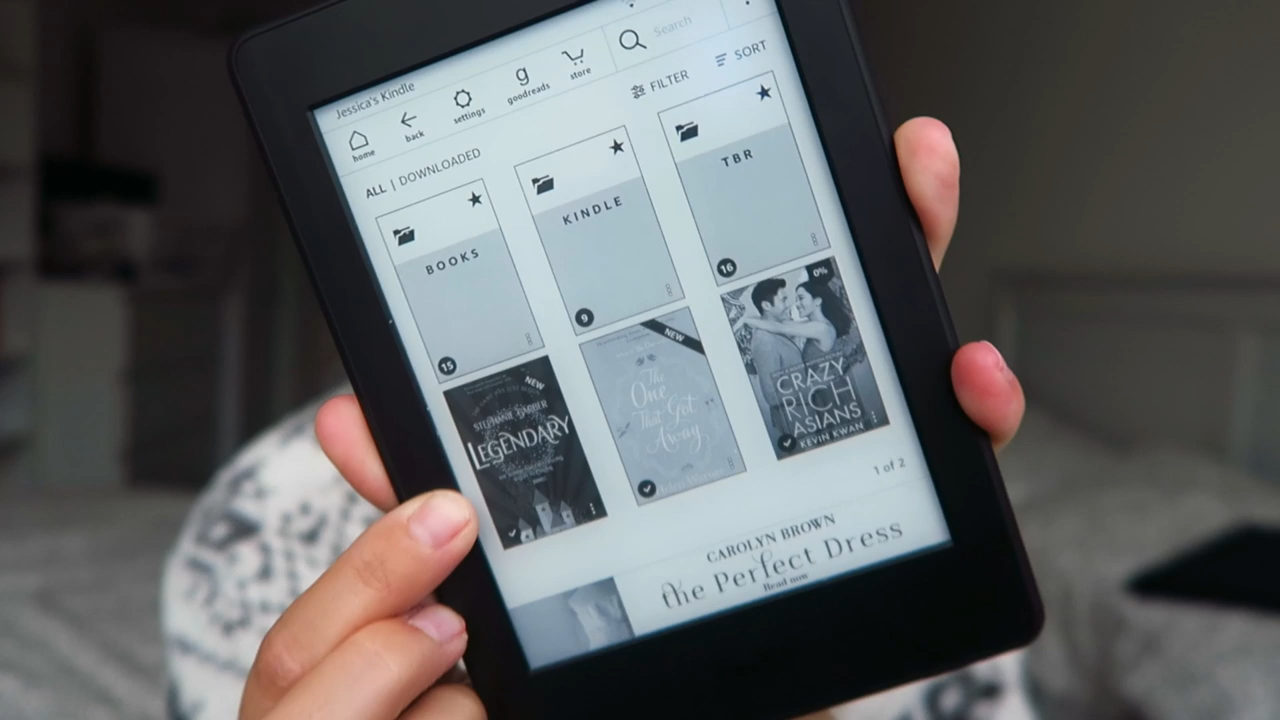 Jessica's Kindle
home
back
settings
goodreads
store
Search
ALL | DOWNLOADED
FILTER
SORT
BOOKS
15
KINDLE
9
TBR
16
NEW
STEPHANIE GARBER
LEGENDARY
NEW
The
One
That Got
Away
0%
CRAZY
RICH
ASIANS
KEVIN KWAN
1 of 2
CAROLYN BROWN
the Perfect Dress
Read now